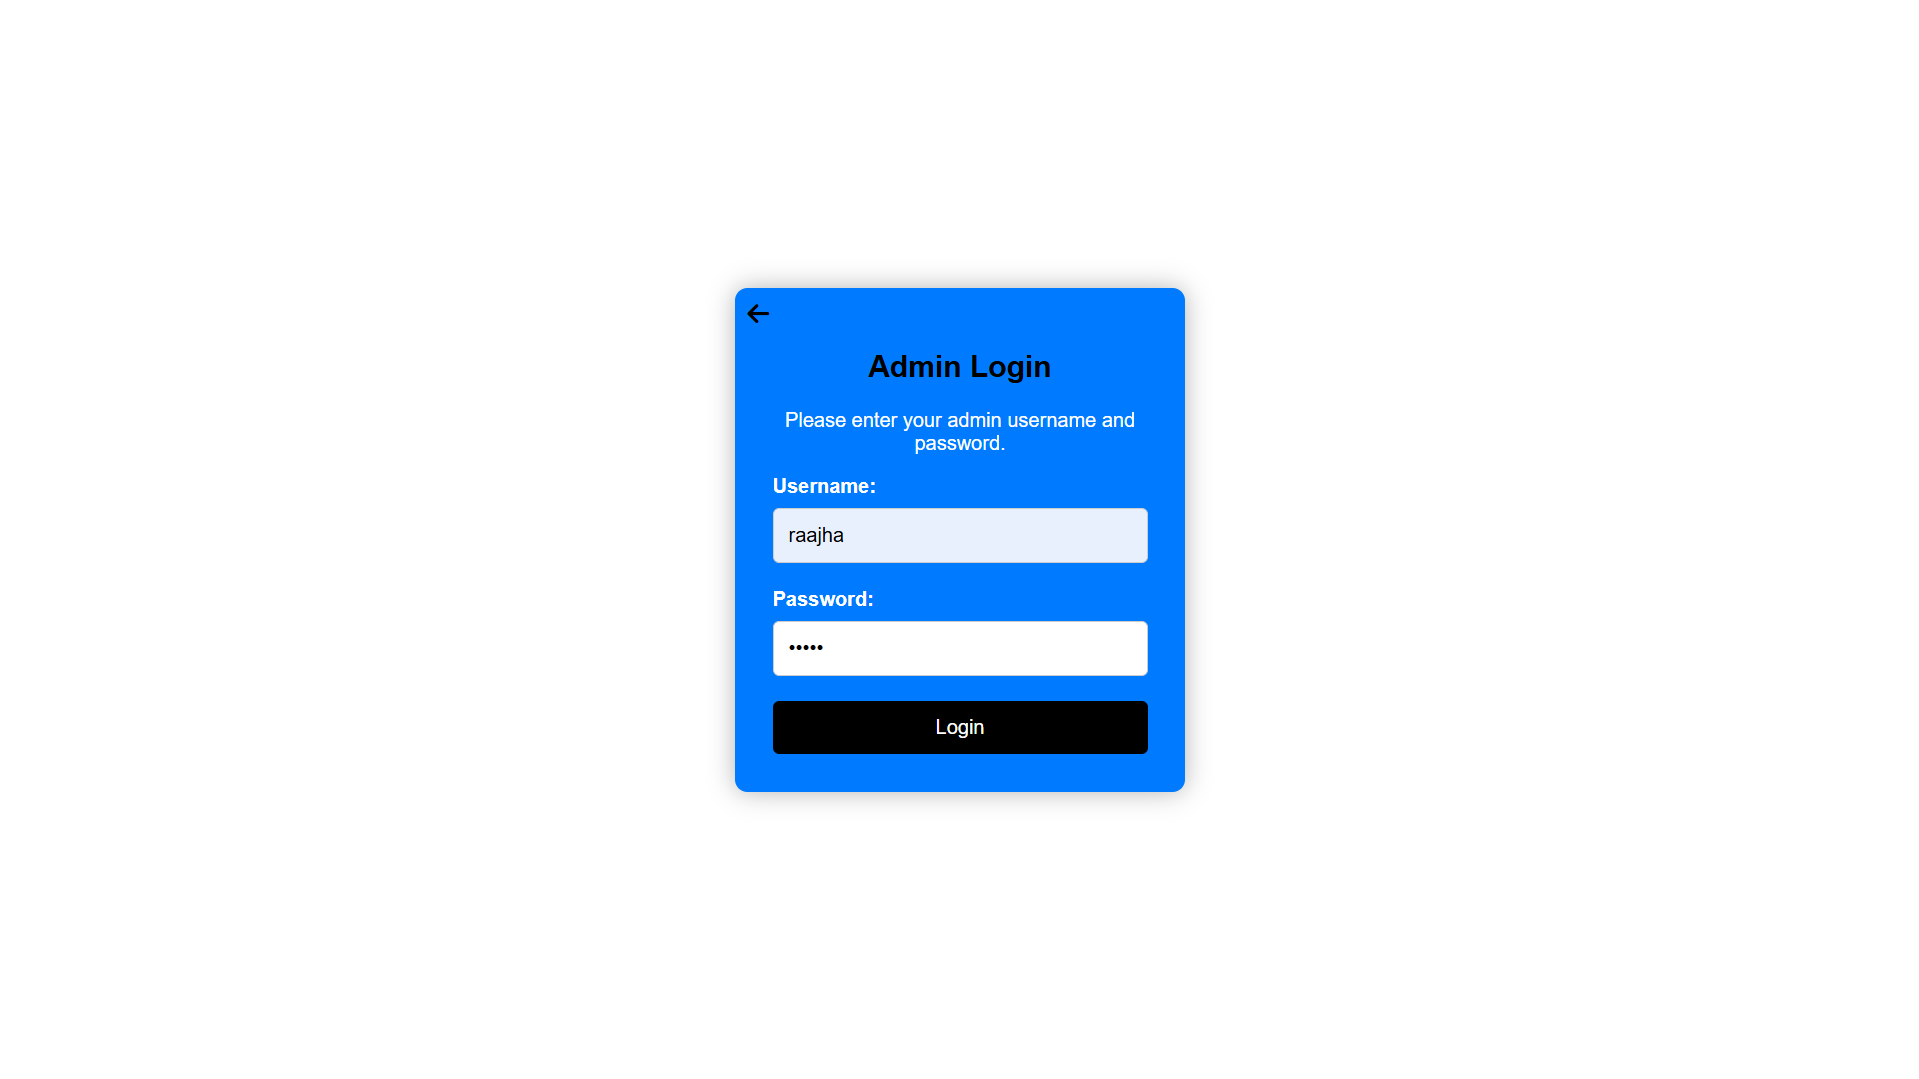 Admin Login
Please enter your admin username and
password.
Username:
raajha
Password:
•••••
Login